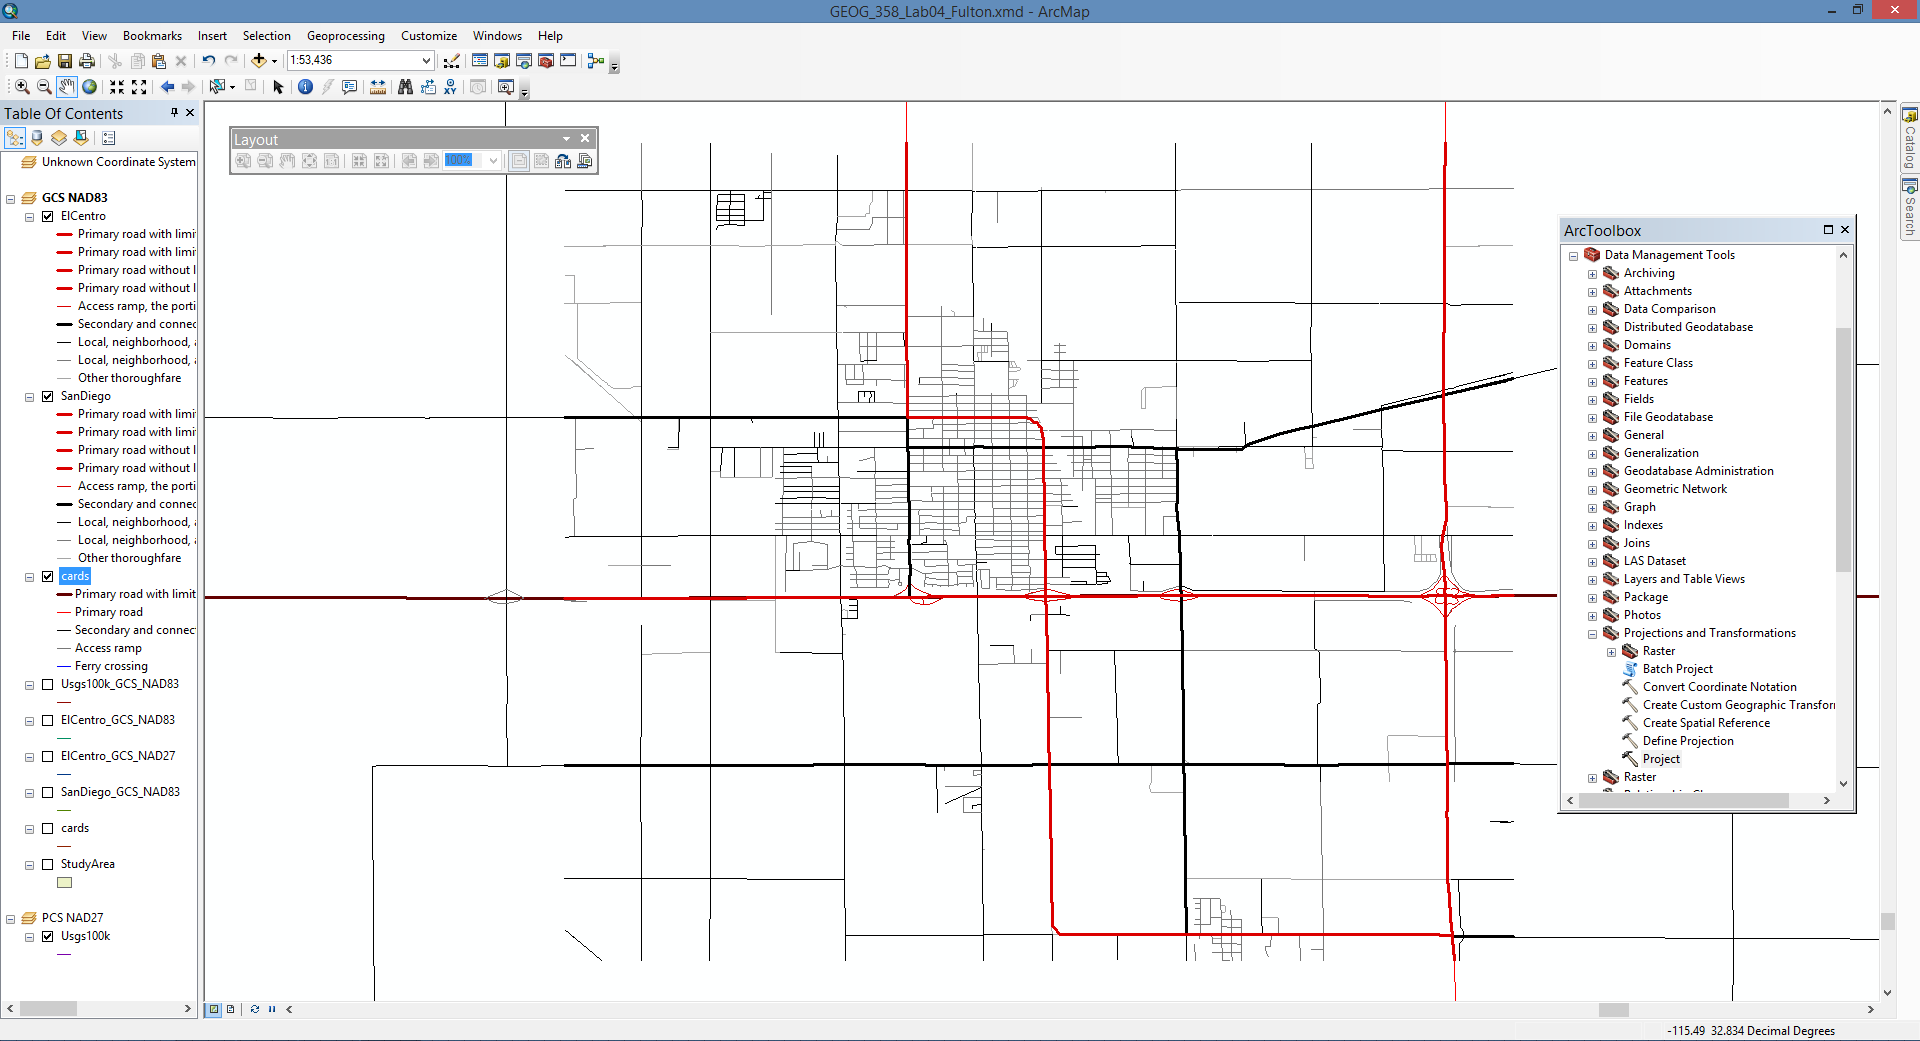 GEOG_358_Lab04_Fulton.xmd - ArcMap
File Edit View Bookmarks Insert Selection Geoprocessing Customize Windows Help
1:53,436
Table Of Contents
Unknown Coordinate System
GCS NAD83
ElCentro
Primary road with limi
Primary road with limi
Primary road without l
Primary road without l
Access ramp, the porti
Secondary and connec
Local, neighborhood, a
Local, neighborhood, a
Other thoroughfare
SanDiego
Primary road with limi
Primary road with limi
Primary road without l
Primary road without l
Access ramp, the porti
Secondary and connec
Local, neighborhood, a
Local, neighborhood, a
Other thoroughfare
cards
Primary road with limit
Primary road
Secondary and connec
Access ramp
Ferry crossing
Usgs100k_GCS_NAD83
ElCentro_GCS_NAD83
ElCentro_GCS_NAD27
SanDiego_GCS_NAD83
cards
StudyArea
PCS NAD27
Usgs100k
Layout
100%
ArcToolbox
Data Management Tools
Archiving
Attachments
Data Comparison
Distributed Geodatabase
Domains
Feature Class
Features
Fields
File Geodatabase
General
Generalization
Geodatabase Administration
Geometric Network
Graph
Indexes
Joins
LAS Dataset
Layers and Table Views
Package
Photos
Projections and Transformations
Raster
Batch Project
Convert Coordinate Notation
Create Custom Geographic Transfor
Create Spatial Reference
Define Projection
Project
Raster
Catalog
Search
-115.49 32.834 Decimal Degrees